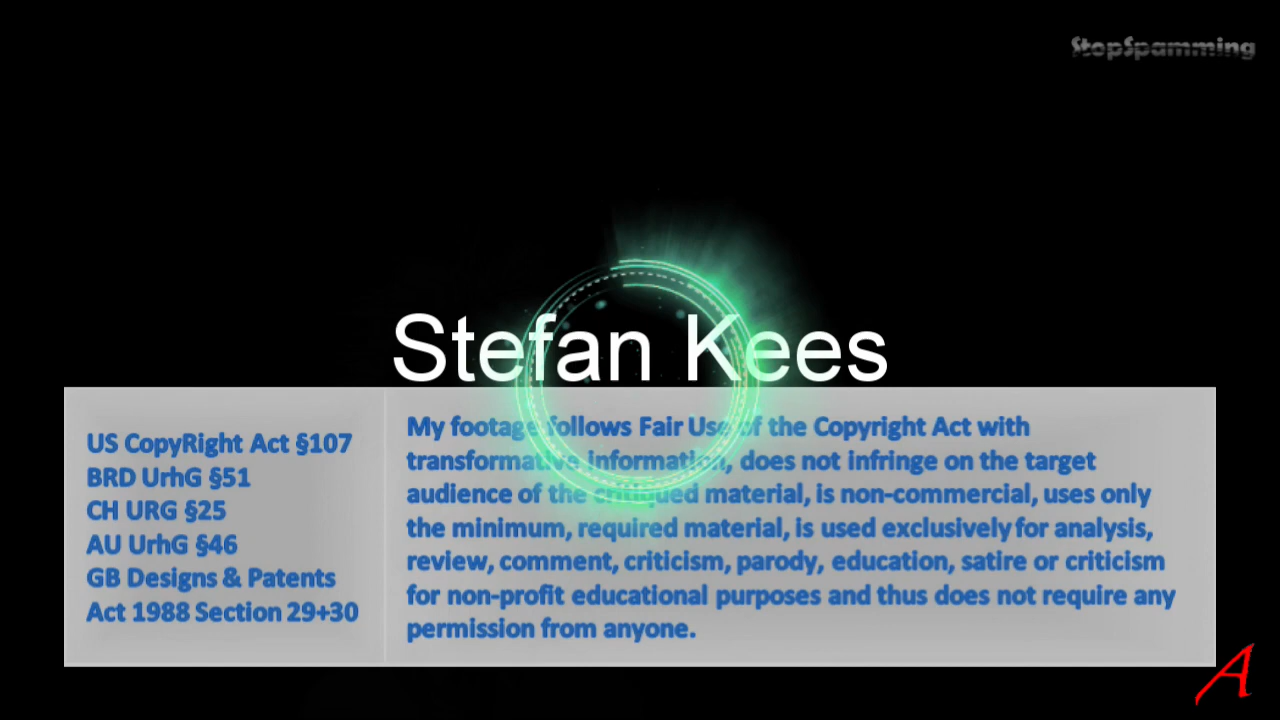 StopSpamming
Stefan Kees
US CopyRight Act §107
BRD UrhG §51
CH URG §25
AU UrhG §46
GB Designs & Patents
Act 1988 Section 29+30
My footage follows Fair Use of the Copyright Act with
transformative information, does not infringe on the target
audience of the critiqued material, is non-commercial, uses only
the minimum, required material, is used exclusively for analysis,
review, comment, criticism, parody, education, satire or criticism
for non-profit educational purposes and thus does not require any
permission from anyone.
A